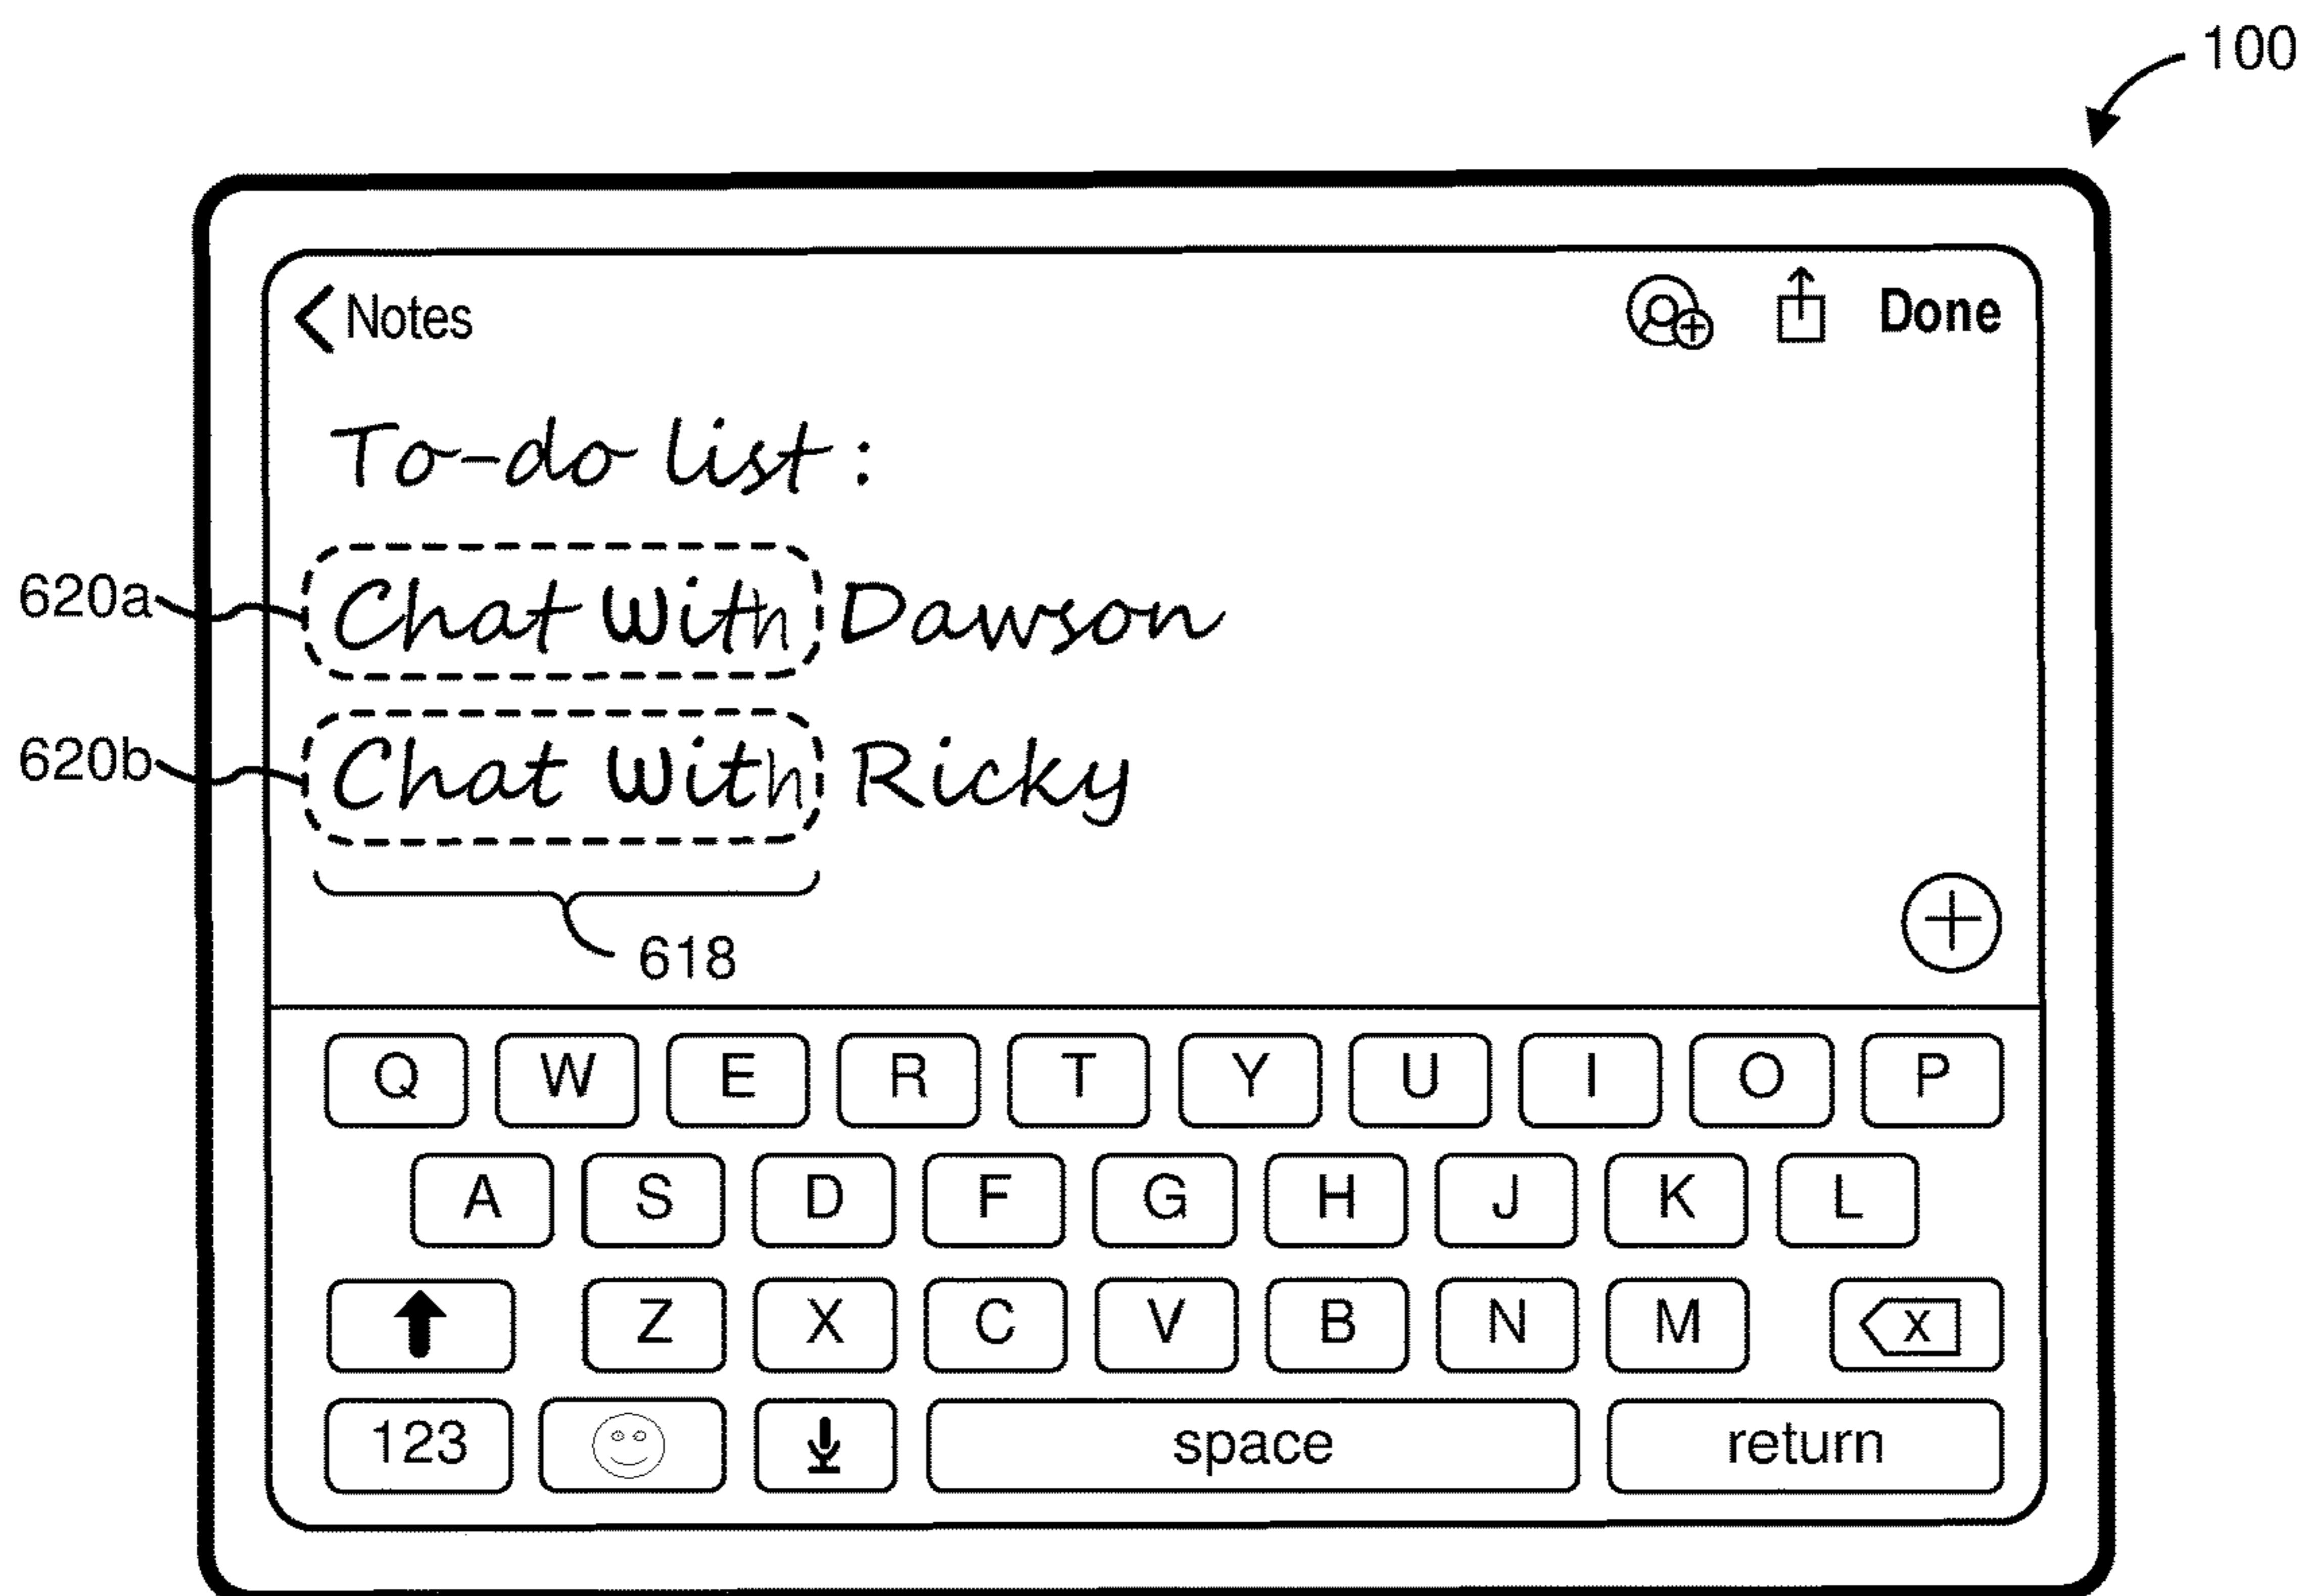 100
Notes Done
To-do list :
620a Chat With Dawson
620b Chat With Ricky
618
Q W E R T Y U I O P
A S D F G H J K L
Z X C V B N M X
123 space return